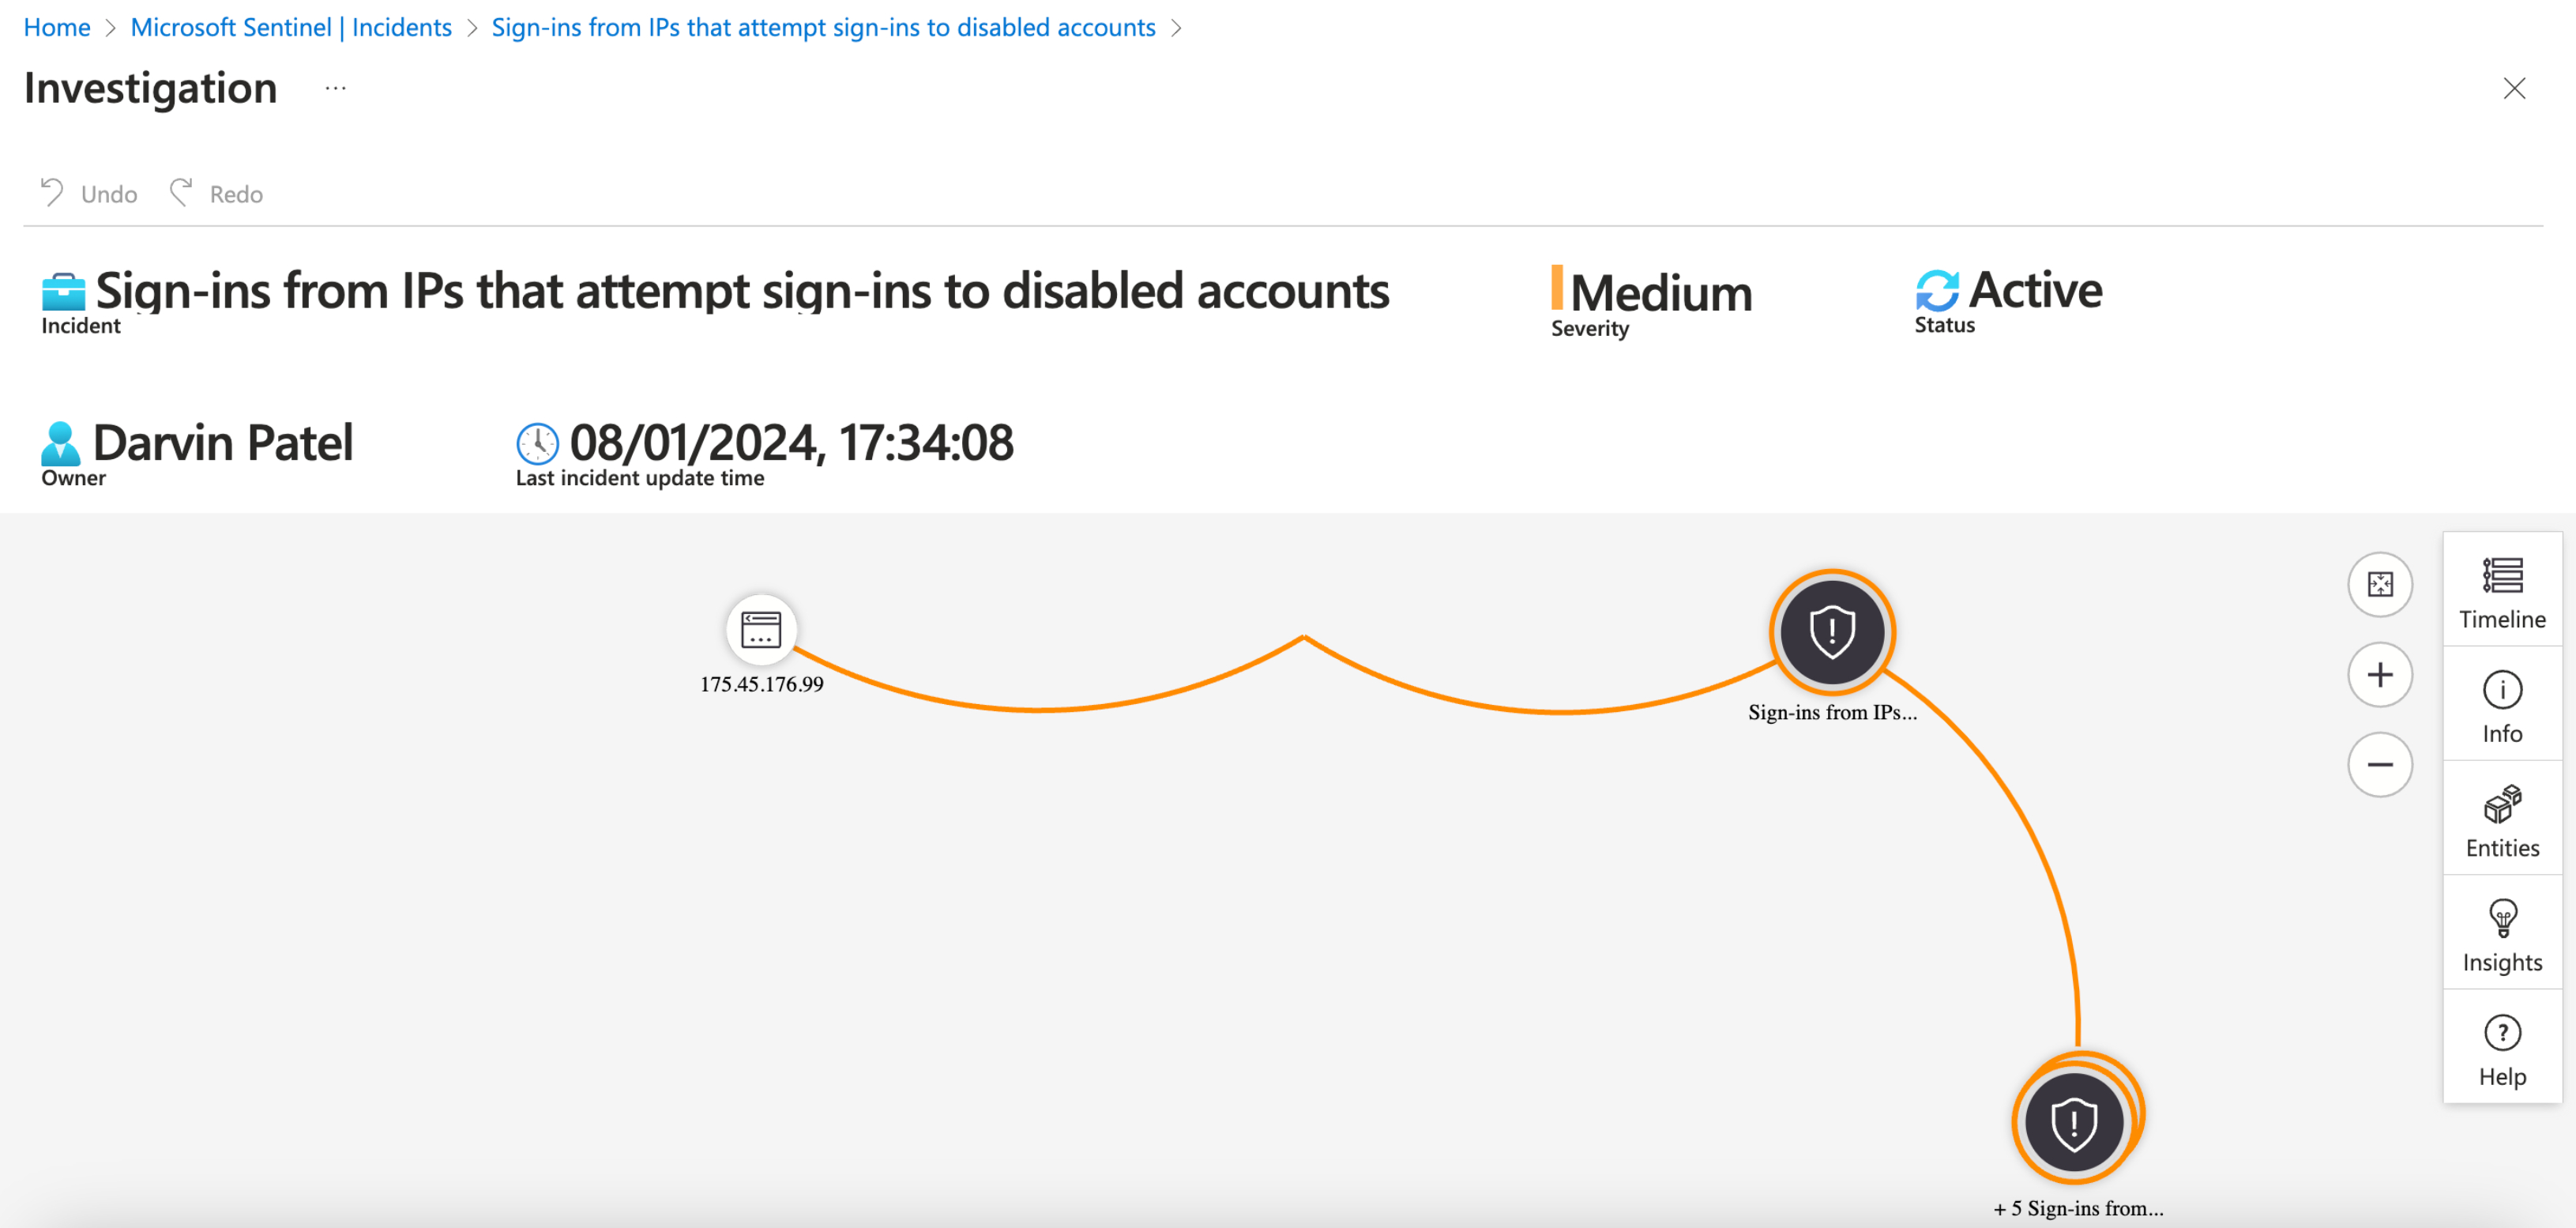 Home > Microsoft Sentinel | Incidents > Sign-ins from IPs that attempt sign-ins to disabled accounts >
Investigation ...
Undo Redo
Sign-ins from IPs that attempt sign-ins to disabled accounts
Incident
Medium
Severity
Active
Status
Darvin Patel
Owner
08/01/2024, 17:34:08
Last incident update time
175.45.176.99
Sign-ins from IPs...
+ 5 Sign-ins from...
Timeline
Info
Entities
Insights
Help